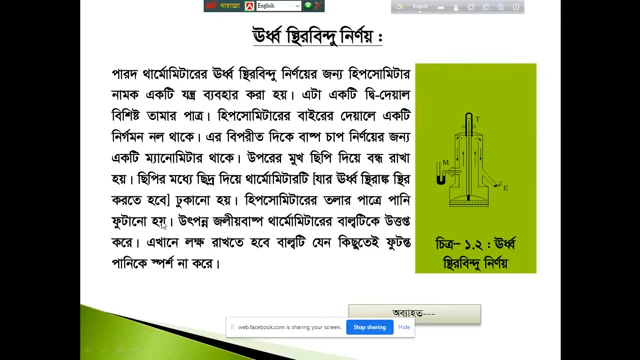 English
English
ঊর্ধ্ব স্থিরবিন্দু নির্ণয় :
পারদ থার্মোমিটারের ঊর্ধ্ব স্থিরবিন্দু নির্ণয়ের জন্য হিপসোমিটার
নামক একটি যন্ত্র ব্যবহার করা হয়। এটা একটি দ্বি-দেয়াল
বিশিষ্ট তামার পাত্র। হিপসোমিটারের বাইরের দেয়ালে একটি
নির্গমন নল থাকে। এর বিপরীত দিকে বাষ্প চাপ নির্ণয়ের জন্য
একটি ম্যানোমিটার থাকে। উপরের মুখ ছিপি দিয়ে বন্ধ রাখা
হয়। ছিপির মধ্যে ছিদ্র দিয়ে থার্মোমিটারটি [যার ঊর্ধ্ব স্থিরাঙ্ক স্থির
করতে হবে] ঢুকানো হয়। হিপসোমিটারের তলার পাত্রে পানি
ফুটানো হয়। উৎপন্ন জলীয়বাষ্প থার্মোমিটারের বাল্বটিকে উত্তপ্ত
করে। এখানে লক্ষ রাখতে হবে বাল্বটি যেন কিছুতেই ফুটন্ত
পানিকে স্পর্শ না করে।
T
M
E
চিত্র- ১.২ : ঊর্ধ্ব
স্থিরবিন্দু নির্ণয়
অব্যাহত---
web.facebook.com is sharing your screen. Stop sharing Hide